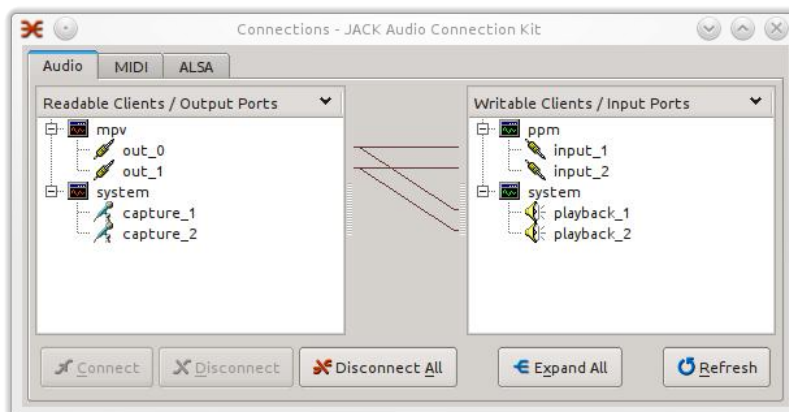 Connections - JACK Audio Connection Kit
Audio MIDI ALSA
Readable Clients / Output Ports
mpv
out_0
out_1
system
capture_1
capture_2
Writable Clients / Input Ports
ppm
input_1
input_2
system
playback_1
playback_2
Connect Disconnect Disconnect All Expand All Refresh